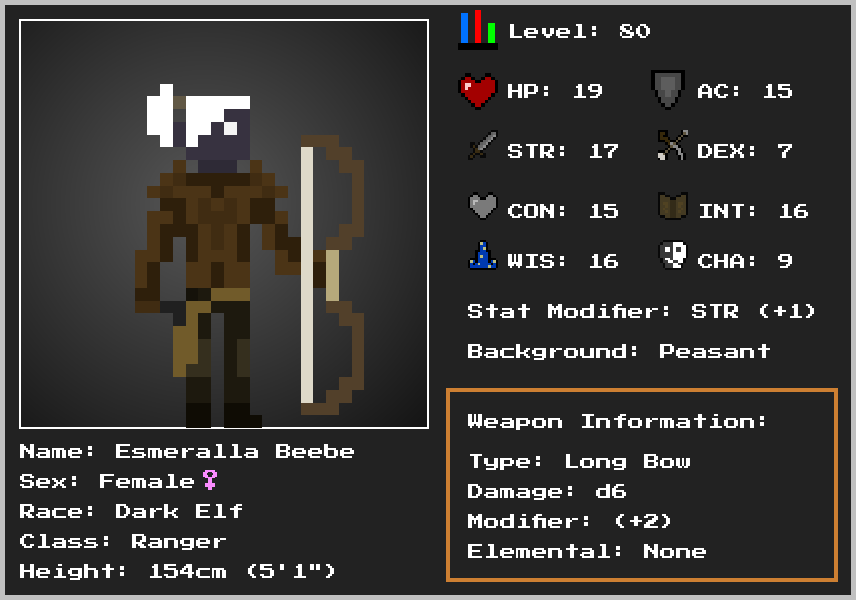 Level: 80
HP: 19
AC: 15
STR: 17
DEX: 7
CON: 15
INT: 16
WIS: 16
CHA: 9
Stat Modifier: STR (+1)
Background: Peasant
Weapon Information:
Type: Long Bow
Damage: d6
Modifier: (+2)
Elemental: None
Name: Esmeralla Beebe
Sex: Female♀
Race: Dark Elf
Class: Ranger
Height: 154cm (5'1")